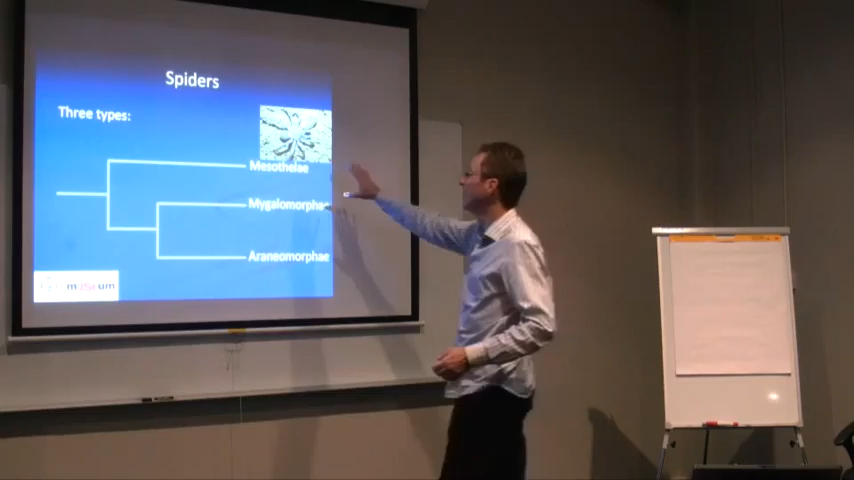 Spiders
Three types:
Mesothelae
Mygalomorphae
Araneomorphae